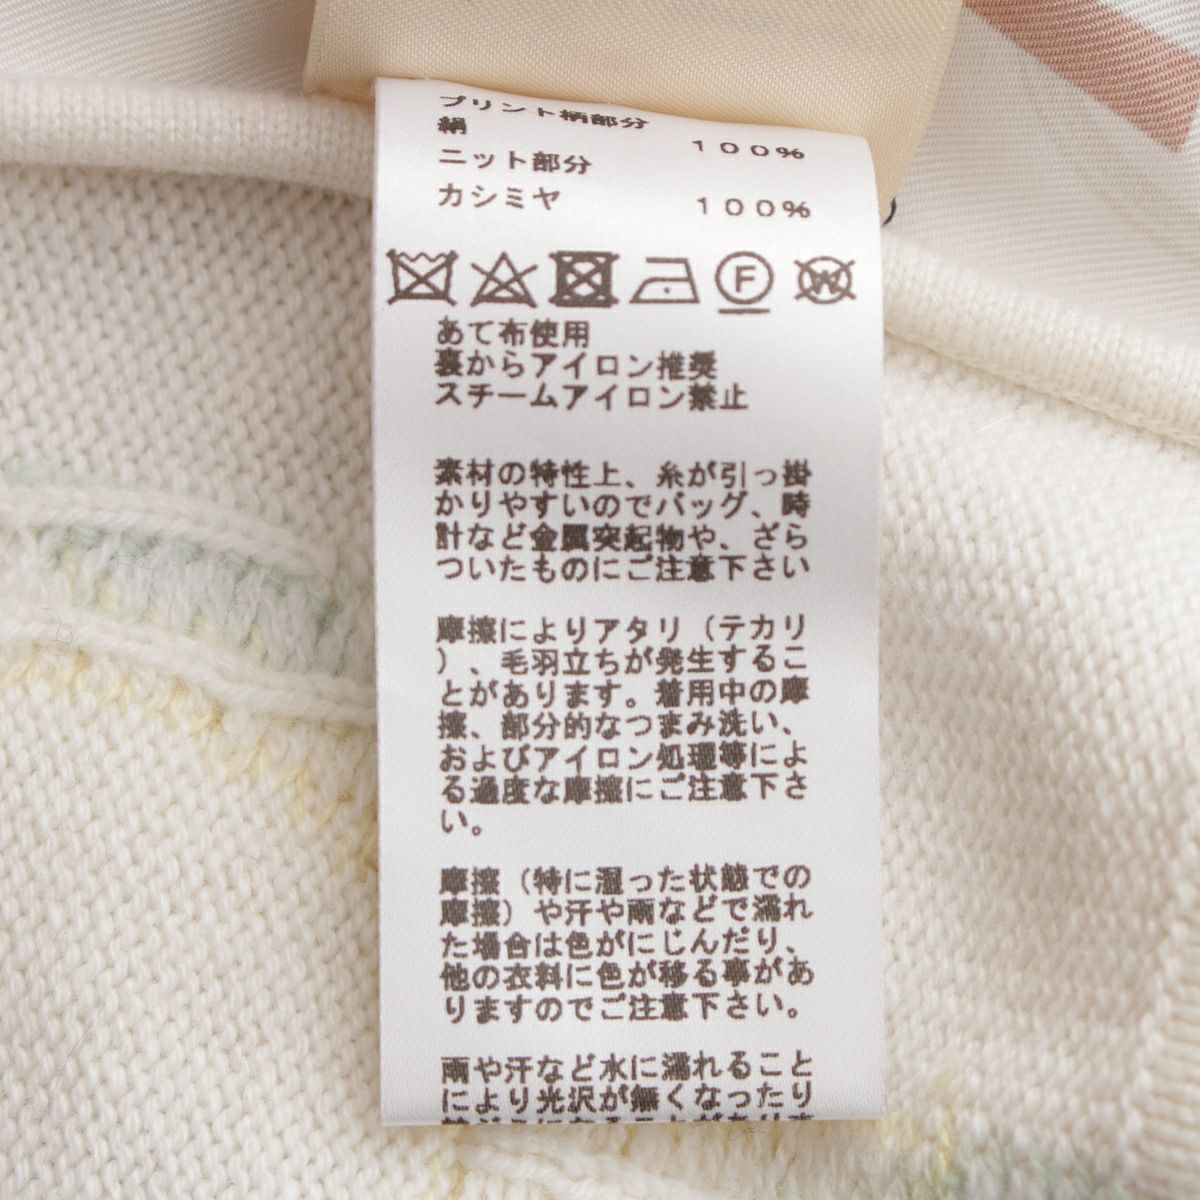 プリント柄部分
絹 100%
ニット部分
カシミヤ 100%
F W
あて布使用
裏からアイロン推奨
スチームアイロン禁止
素材の特性上、糸が引っ掛
かりやすいのでバッグ、時
計など金属突起物や、ざら
ついたものにご注意下さい
摩擦によりアタリ（テカリ
）、毛羽立ちが発生するこ
とがあります。着用中の摩
擦、部分的なつまみ洗い、
およびアイロン処理等によ
る過度な摩擦にご注意下さ
い。
摩擦（特に湿った状態での
摩擦）や汗や雨などで濡れ
た場合は色がにじんだり、
他の衣料に色が移る事があ
りますのでご注意下さい。
雨や汗など水に濡れること
により光沢が無くなったり